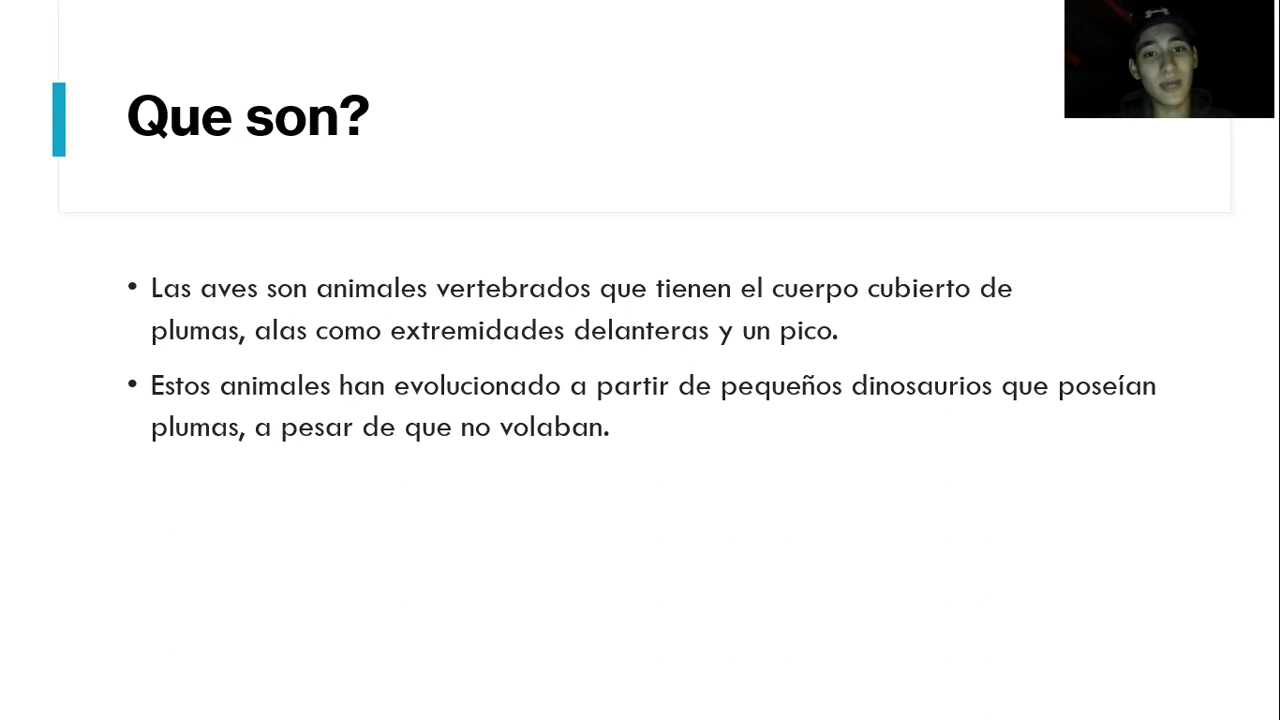 Que son?
• Las aves son animales vertebrados que tienen el cuerpo cubierto de
plumas, alas como extremidades delanteras y un pico.
• Estos animales han evolucionado a partir de pequeños dinosaurios que poseían
plumas, a pesar de que no volaban.